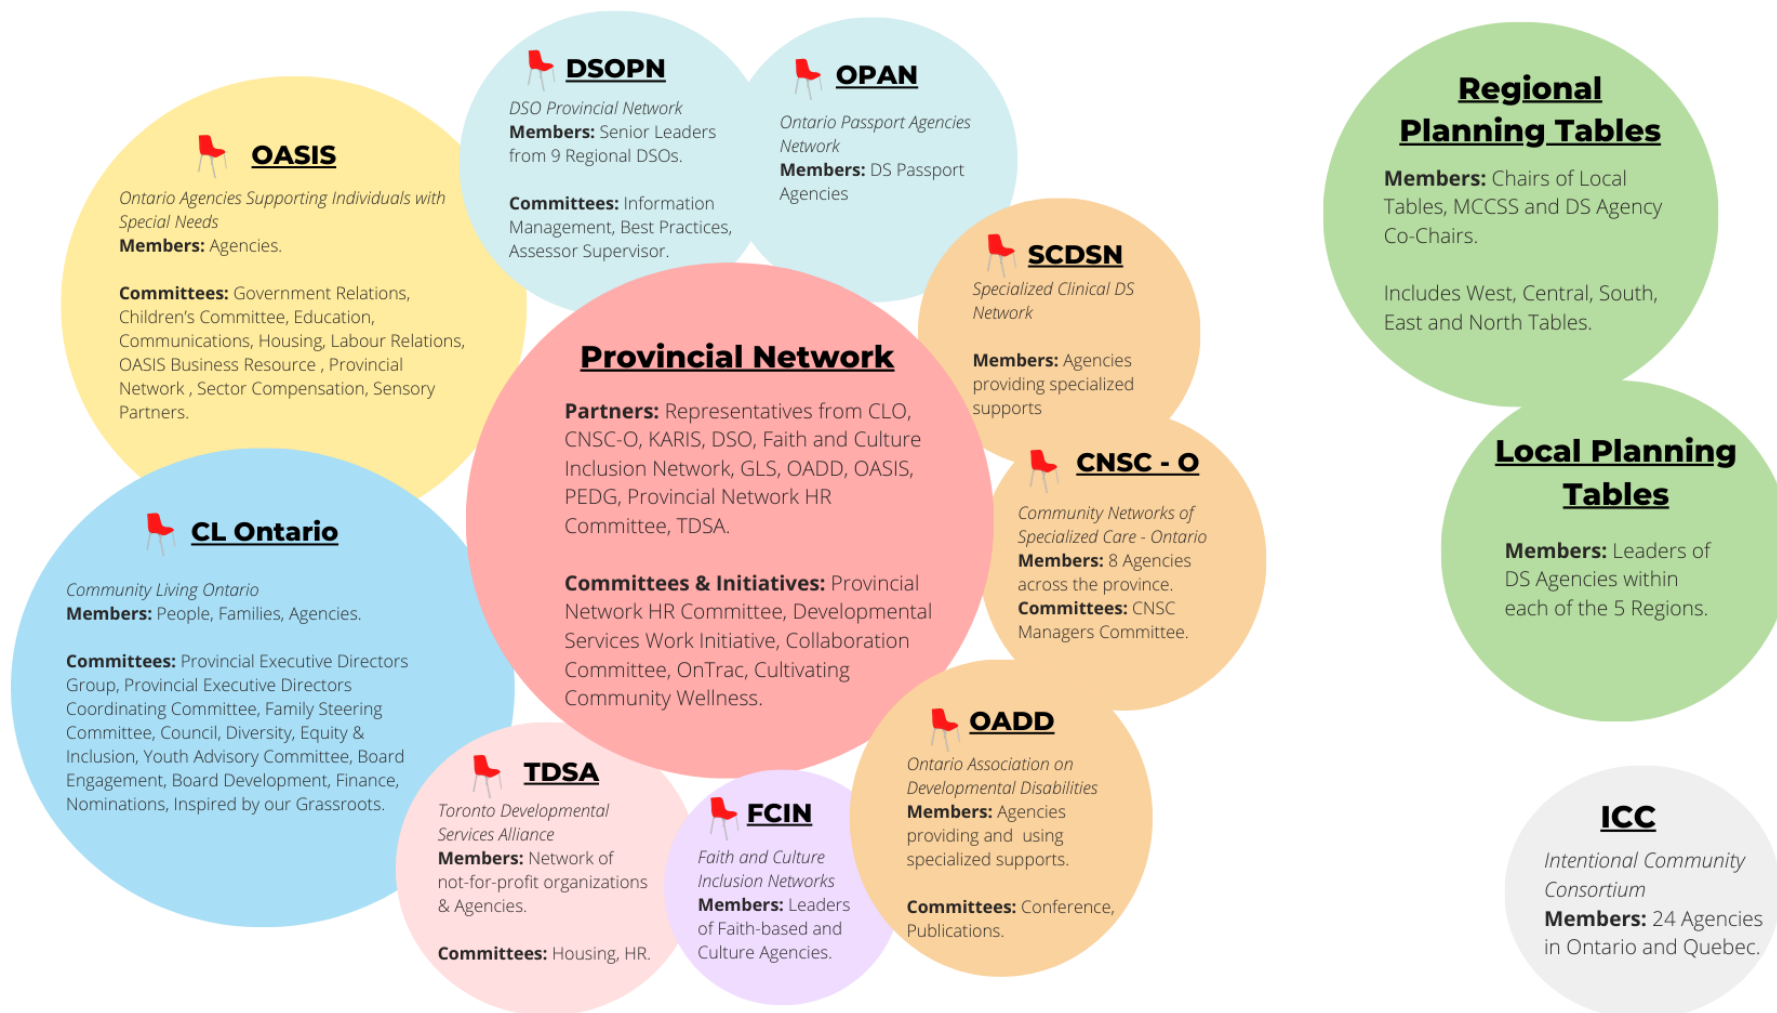 OASIS
Ontario Agencies Supporting Individuals with
Special Needs
Members: Agencies.
Committees: Government Relations,
Children's Committee, Education,
Communications, Housing, Labour Relations,
OASIS Business Resource , Provincial
Network , Sector Compensation, Sensory
Partners.
DSOPN
DSO Provincial Network
Members: Senior Leaders
from 9 Regional DSOs.
Committees: Information
Management, Best Practices,
Assessor Supervisor.
OPAN
Ontario Passport Agencies
Network
Members: DS Passport
Agencies
SCDSN
Specialized Clinical DS
Network
Members: Agencies
providing specialized
supports
Provincial Network
Partners: Representatives from CLO,
CNSC-O, KARIS, DSO, Faith and Culture
Inclusion Network, GLS, OADD, OASIS,
PEDG, Provincial Network HR
Committee, TDSA.
Committees & Initiatives: Provincial
Network HR Committee, Developmental
Services Work Initiative, Collaboration
Committee, OnTrac, Cultivating
Community Wellness.
CNSC - O
Community Networks of
Specialized Care - Ontario
Members: 8 Agencies
across the province.
Committees: CNSC
Managers Committee.
CL Ontario
Community Living Ontario
Members: People, Families, Agencies.
Committees: Provincial Executive Directors
Group, Provincial Executive Directors
Coordinating Committee, Family Steering
Committee, Council, Diversity, Equity &
Inclusion, Youth Advisory Committee, Board
Engagement, Board Development, Finance,
Nominations, Inspired by our Grassroots.
TDSA
Toronto Developmental
Services Alliance
Members: Network of
not-for-profit organizations
& Agencies.
Committees: Housing, HR.
FCIN
Faith and Culture
Inclusion Networks
Members: Leaders
of Faith-based and
Culture Agencies.
OADD
Ontario Association on
Developmental Disabilities
Members: Agencies
providing and using
specialized supports.
Committees: Conference,
Publications.
Regional
Planning Tables
Members: Chairs of Local
Tables, MCCSS and DS Agency
Co-Chairs.
Includes West, Central, South,
East and North Tables.
Local Planning
Tables
Members: Leaders of
DS Agencies within
each of the 5 Regions.
ICC
Intentional Community
Consortium
Members: 24 Agencies
in Ontario and Quebec.